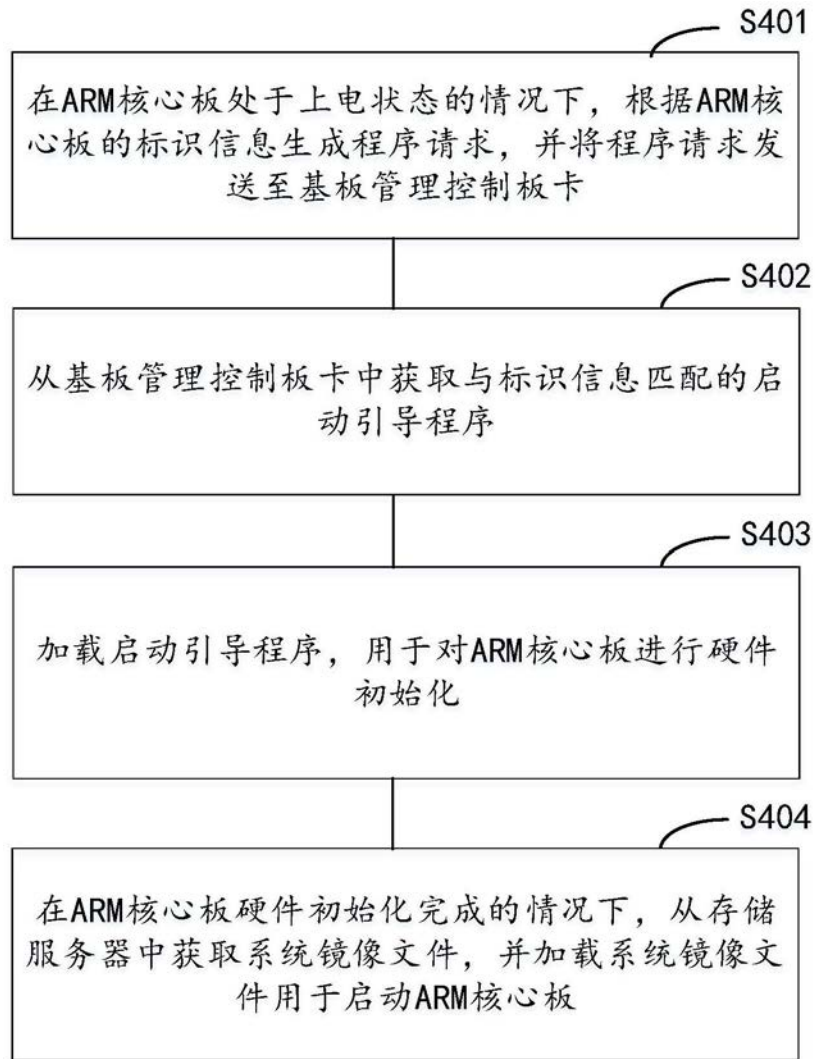 S401
在ARM核心板处于上电状态的情况下，根据ARM核
心板的标识信息生成程序请求，并将程序请求发
送至基板管理控制板卡
S402
从基板管理控制板卡中获取与标识信息匹配的启
动引导程序
S403
加载启动引导程序，用于对ARM核心板进行硬件
初始化
S404
在ARM核心板硬件初始化完成的情况下，从存储
服务器中获取系统镜像文件，并加载系统镜像文
件用于启动ARM核心板